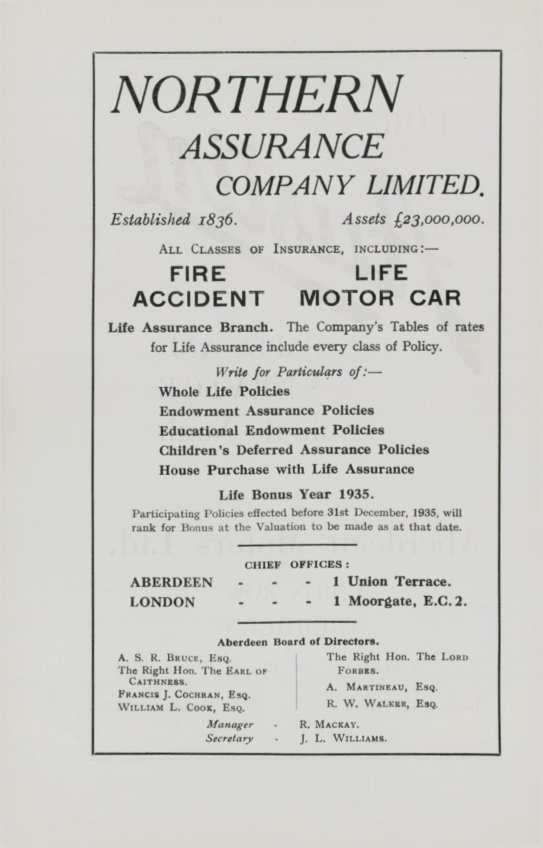 NORTHERN
ASSURANCE
COMPANY LIMITED.
Established 1836. Assets £23,000,000.
ALL CLASSES OF INSURANCE, INCLUDING:—
FIRE LIFE
ACCIDENT MOTOR CAR
Life Assurance Branch. The Company's Tables of rates
for Life Assurance include every class of Policy.
Write for Particulars of:—
Whole Life Policies
Endowment Assurance Policies
Educational Endowment Policies
Children's Deferred Assurance Policies
House Purchase with Life Assurance
Life Bonus Year 1935.
Participating Policies effected before 31st December, 1935, will
rank for Bonus at the Valuation to be made as at that date.
CHIEF OFFICES:
ABERDEEN - - - 1 Union Terrace.
LONDON - - - 1 Moorgate, E.C.2.
Aberdeen Board of Directors.
A. S. R. BRUCE, ESQ.
The Right Hon. The EARL OF
CAITHNESS.
FRANCIS J. COCHRAN, ESQ.
WILLIAM L. COOK, ESQ.
The Right Hon. The LORD
FORBES.
A. MARTINEAU, ESQ.
R. W. WALKER, ESQ.
Manager - R. MACKAY.
Secretary - J. L. WILLIAMS.